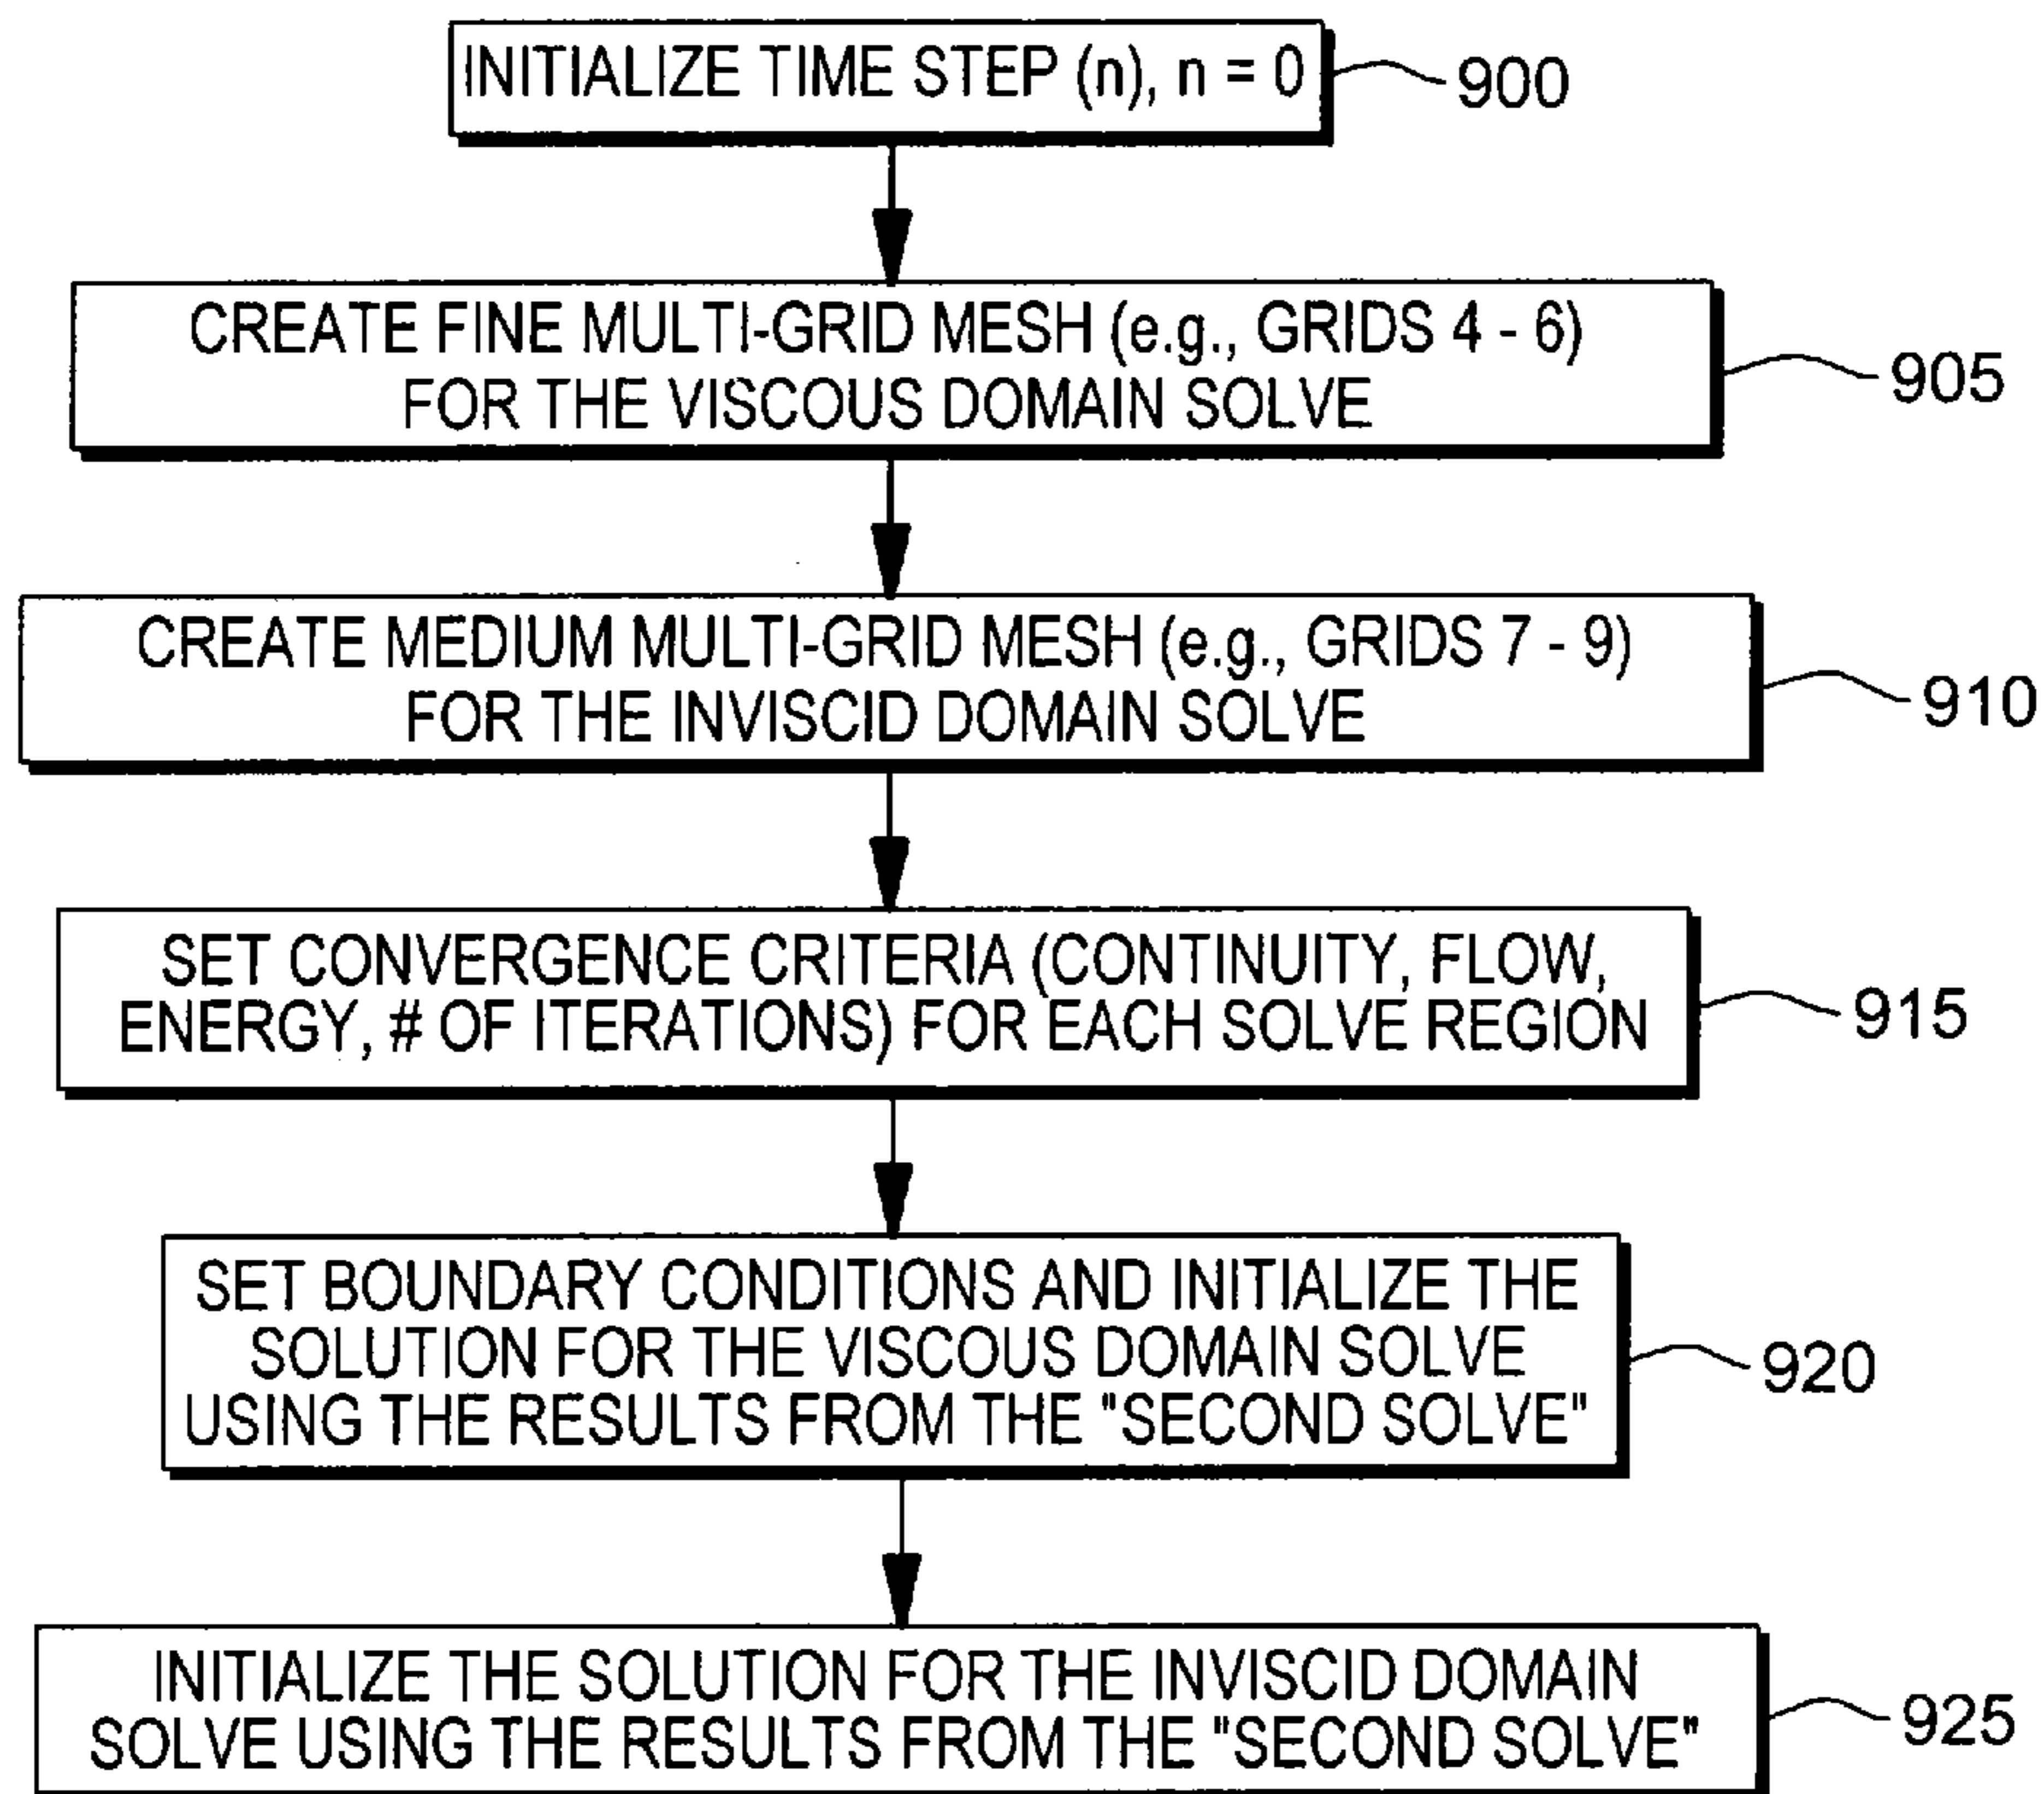 INITIALIZE TIME STEP (n), n = 0
900
CREATE FINE MULTI-GRID MESH (e.g., GRIDS 4 - 6)
FOR THE VISCOUS DOMAIN SOLVE
905
CREATE MEDIUM MULTI-GRID MESH (e.g., GRIDS 7 - 9)
FOR THE INVISCID DOMAIN SOLVE
910
SET CONVERGENCE CRITERIA (CONTINUITY, FLOW,
ENERGY, # OF ITERATIONS) FOR EACH SOLVE REGION
915
SET BOUNDARY CONDITIONS AND INITIALIZE THE
SOLUTION FOR THE VISCOUS DOMAIN SOLVE
USING THE RESULTS FROM THE "SECOND SOLVE"
920
INITIALIZE THE SOLUTION FOR THE INVISCID DOMAIN
SOLVE USING THE RESULTS FROM THE "SECOND SOLVE"
925